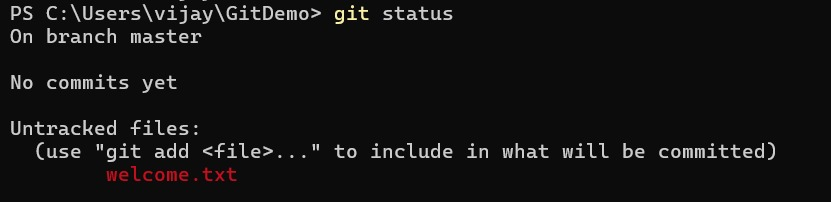 PS C:\Users\vijay\GitDemo> git status
On branch master
No commits yet
Untracked files:
(use "git add <file>..." to include in what will be committed)
welcome.txt